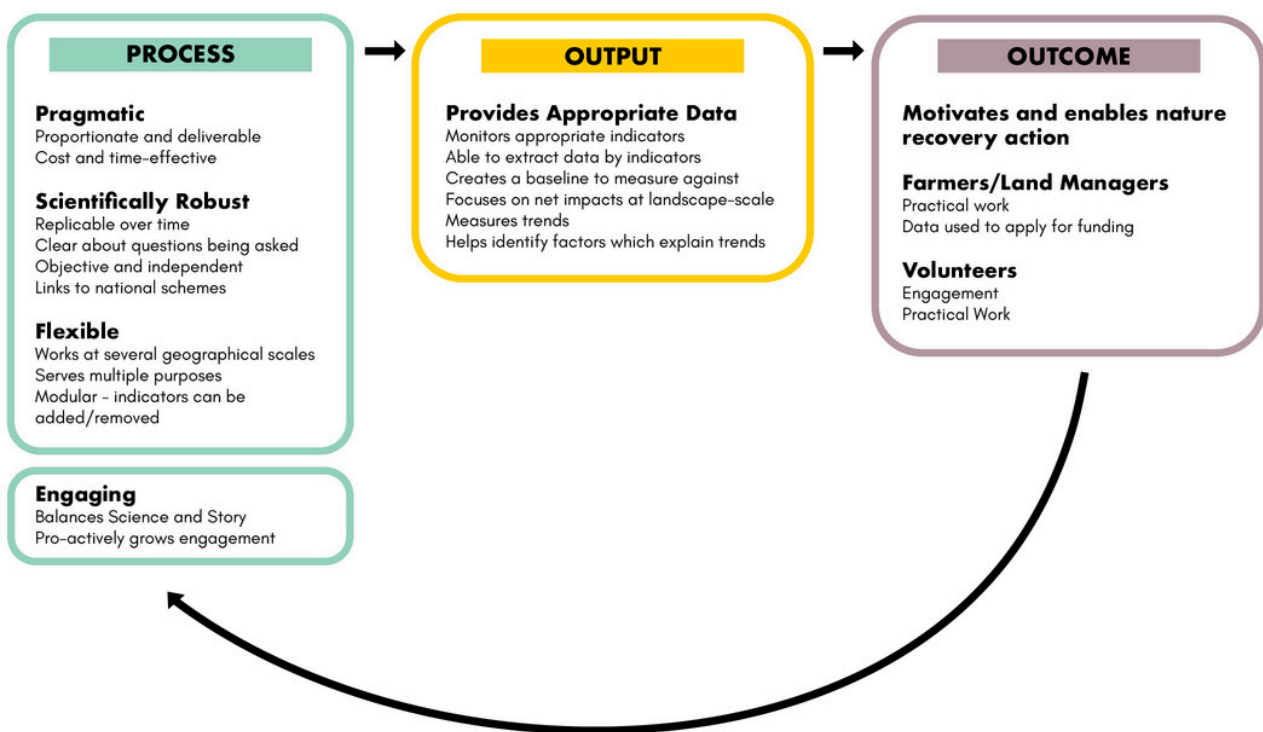 PROCESS
Pragmatic
Proportionate and deliverable
Cost and time-effective
Scientifically Robust
Replicable over time
Clear about questions being asked
Objective and independent
Links to national schemes
Flexible
Works at several geographical scales
Serves multiple purposes
Modular - indicators can be
added/removed
Engaging
Balances Science and Story
Pro-actively grows engagement
OUTPUT
Provides Appropriate Data
Monitors appropriate indicators
Able to extract data by indicators
Creates a baseline to measure against
Focuses on net impacts at landscape-scale
Measures trends
Helps identify factors which explain trends
OUTCOME
Motivates and enables nature
recovery action
Farmers/Land Managers
Practical work
Data used to apply for funding
Volunteers
Engagement
Practical Work